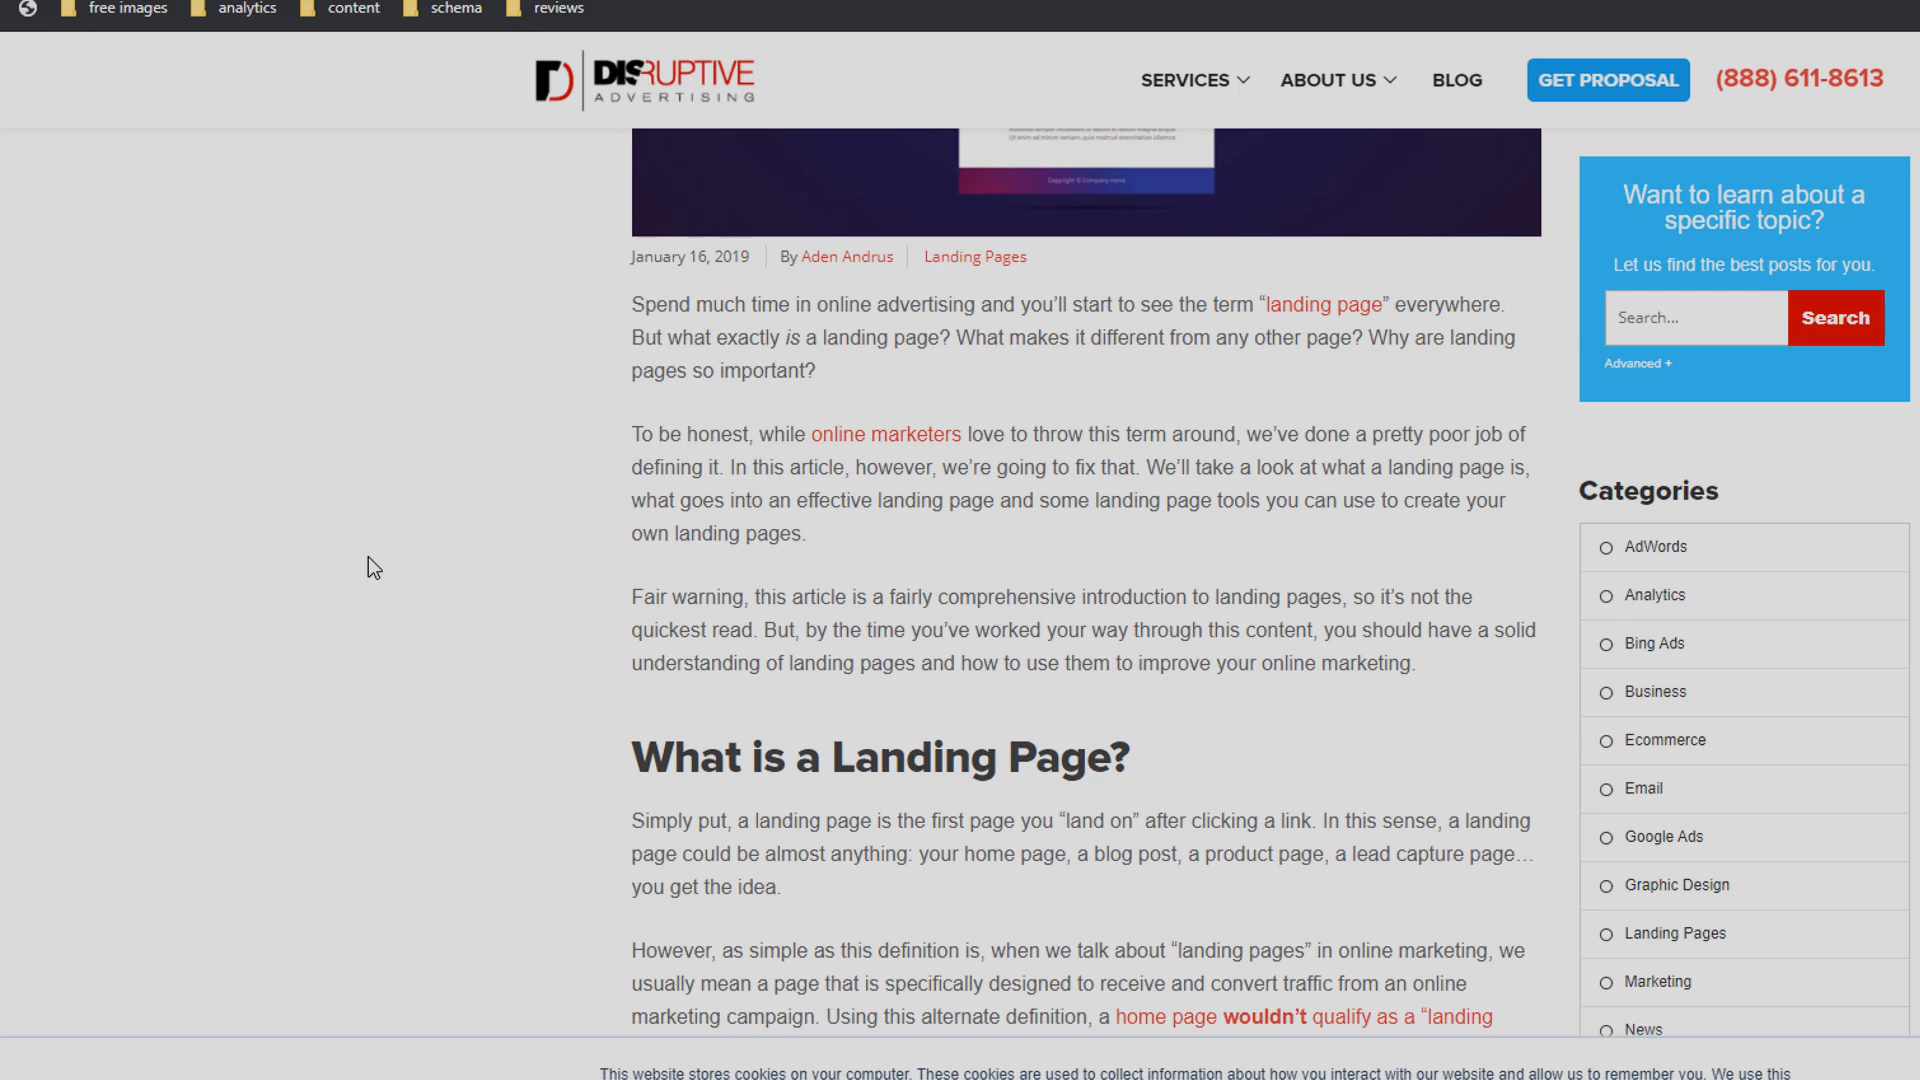 free images
analytics
content
schema
reviews
DISRUPTIVE
ADVERTISING
SERVICES
ABOUT US
BLOG
GET PROPOSAL
(888) 611-8613
Copyright © Company name
January 16, 2019
By Aden Andrus
Landing Pages
Spend much time in online advertising and you’ll start to see the term “landing page” everywhere.
But what exactly is a landing page? What makes it different from any other page? Why are landing
pages so important?
To be honest, while online marketers love to throw this term around, we’ve done a pretty poor job of
defining it. In this article, however, we’re going to fix that. We’ll take a look at what a landing page is,
what goes into an effective landing page and some landing page tools you can use to create your
own landing pages.
Fair warning, this article is a fairly comprehensive introduction to landing pages, so it’s not the
quickest read. But, by the time you’ve worked your way through this content, you should have a solid
understanding of landing pages and how to use them to improve your online marketing.
What is a Landing Page?
Simply put, a landing page is the first page you “land on” after clicking a link. In this sense, a landing
page could be almost anything: your home page, a blog post, a product page, a lead capture page…
you get the idea.
However, as simple as this definition is, when we talk about “landing pages” in online marketing, we
usually mean a page that is specifically designed to receive and convert traffic from an online
marketing campaign. Using this alternate definition, a home page wouldn’t qualify as a “landing
Want to learn about a
specific topic?
Let us find the best posts for you.
Search...
Search
Advanced +
Categories
AdWords
Analytics
Bing Ads
Business
Ecommerce
Email
Google Ads
Graphic Design
Landing Pages
Marketing
News
This website stores cookies on your computer. These cookies are used to collect information about how you interact with our website and allow us to remember you. We use this